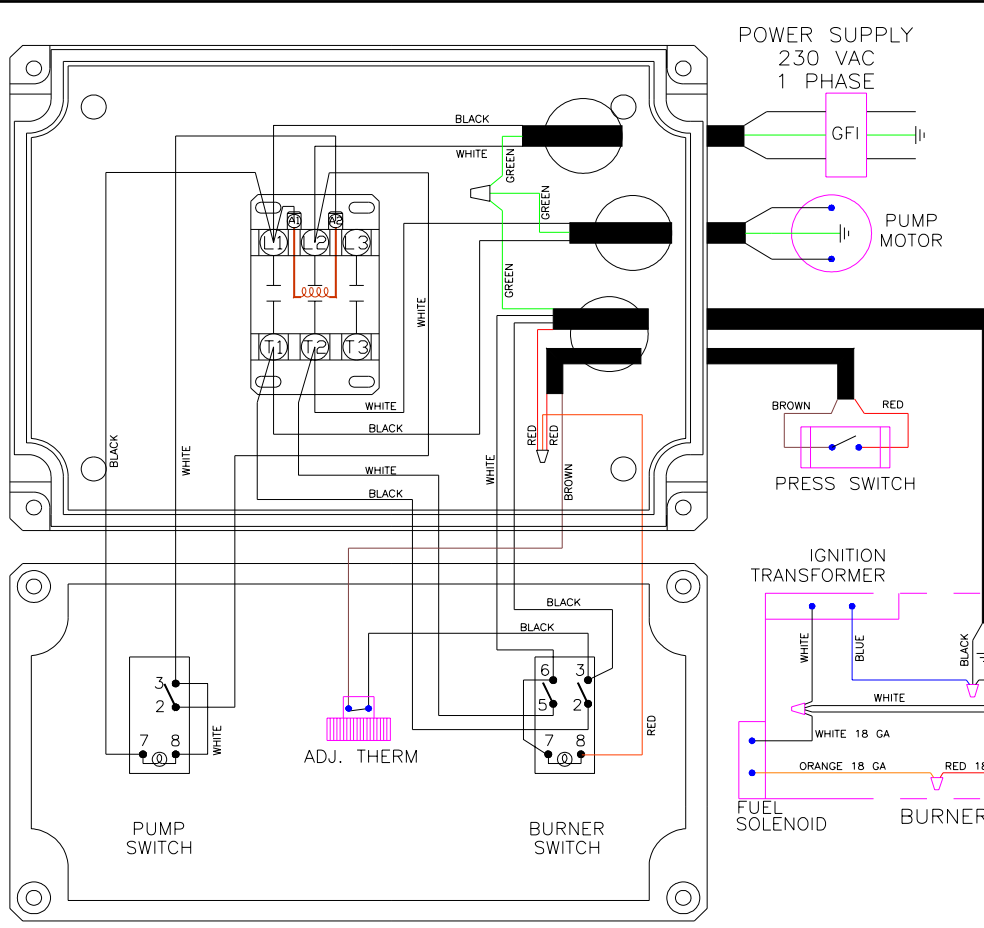 POWER SUPPLY
230 VAC
1 PHASE
GFI
BLACK
WHITE
GREEN
GREEN
GREEN
PUMP
MOTOR
A1
A2
L1
L2
L3
T1
T2
T3
WHITE
WHITE
BLACK
WHITE
BLACK
BLACK
WHITE
WHITE
RED
RED
BROWN
BROWN
RED
PRESS SWITCH
IGNITION
TRANSFORMER
BLACK
BLACK
WHITE
BLUE
BLACK
WHITE
WHITE 18 GA
ORANGE 18 GA
RED 18
FUEL
SOLENOID
BURNER
3
2
7
8
WHITE
ADJ. THERM
6
3
5
2
7
8
RED
PUMP
SWITCH
BURNER
SWITCH